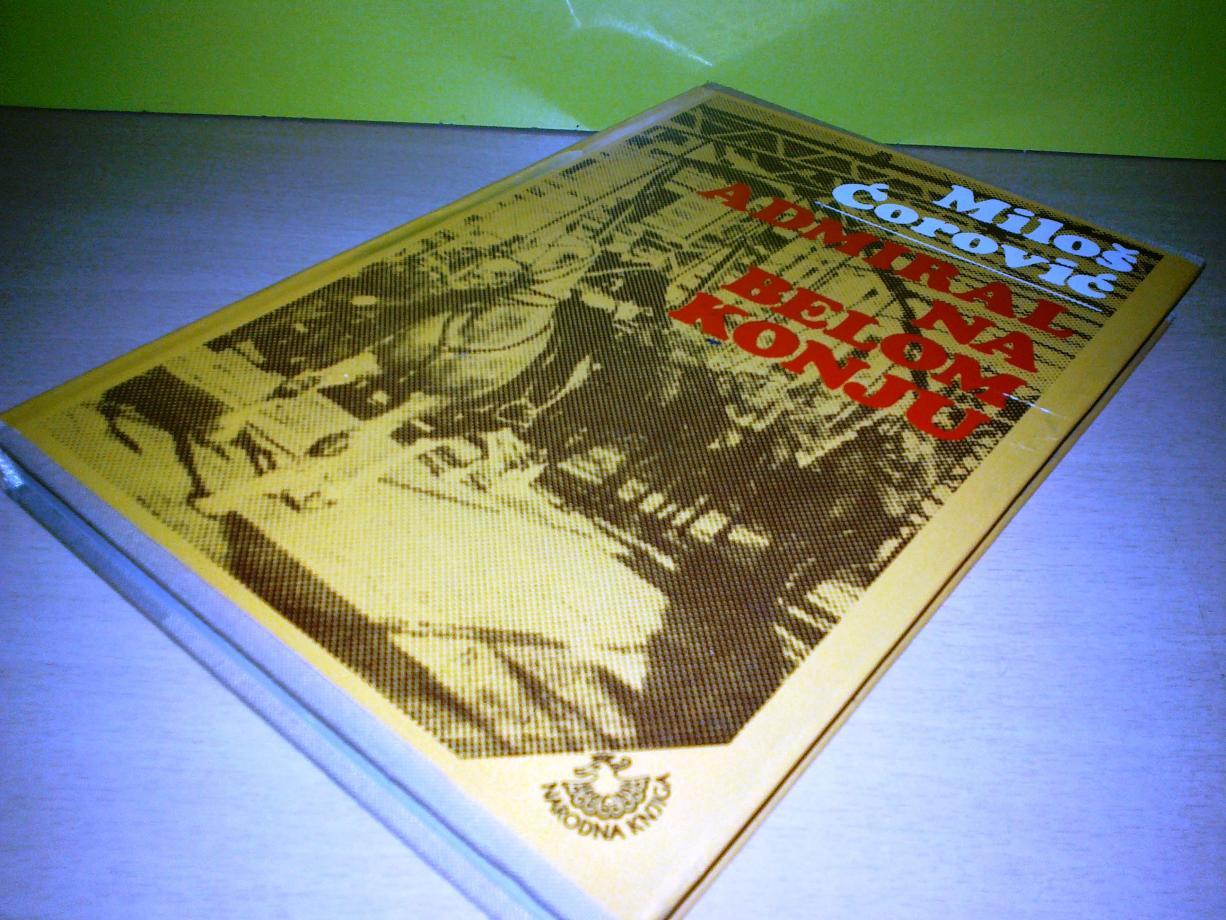 Miloš
Ćorović
ADMIRAL
NA
BELOM
KONJU
NARODNA KNJIGA